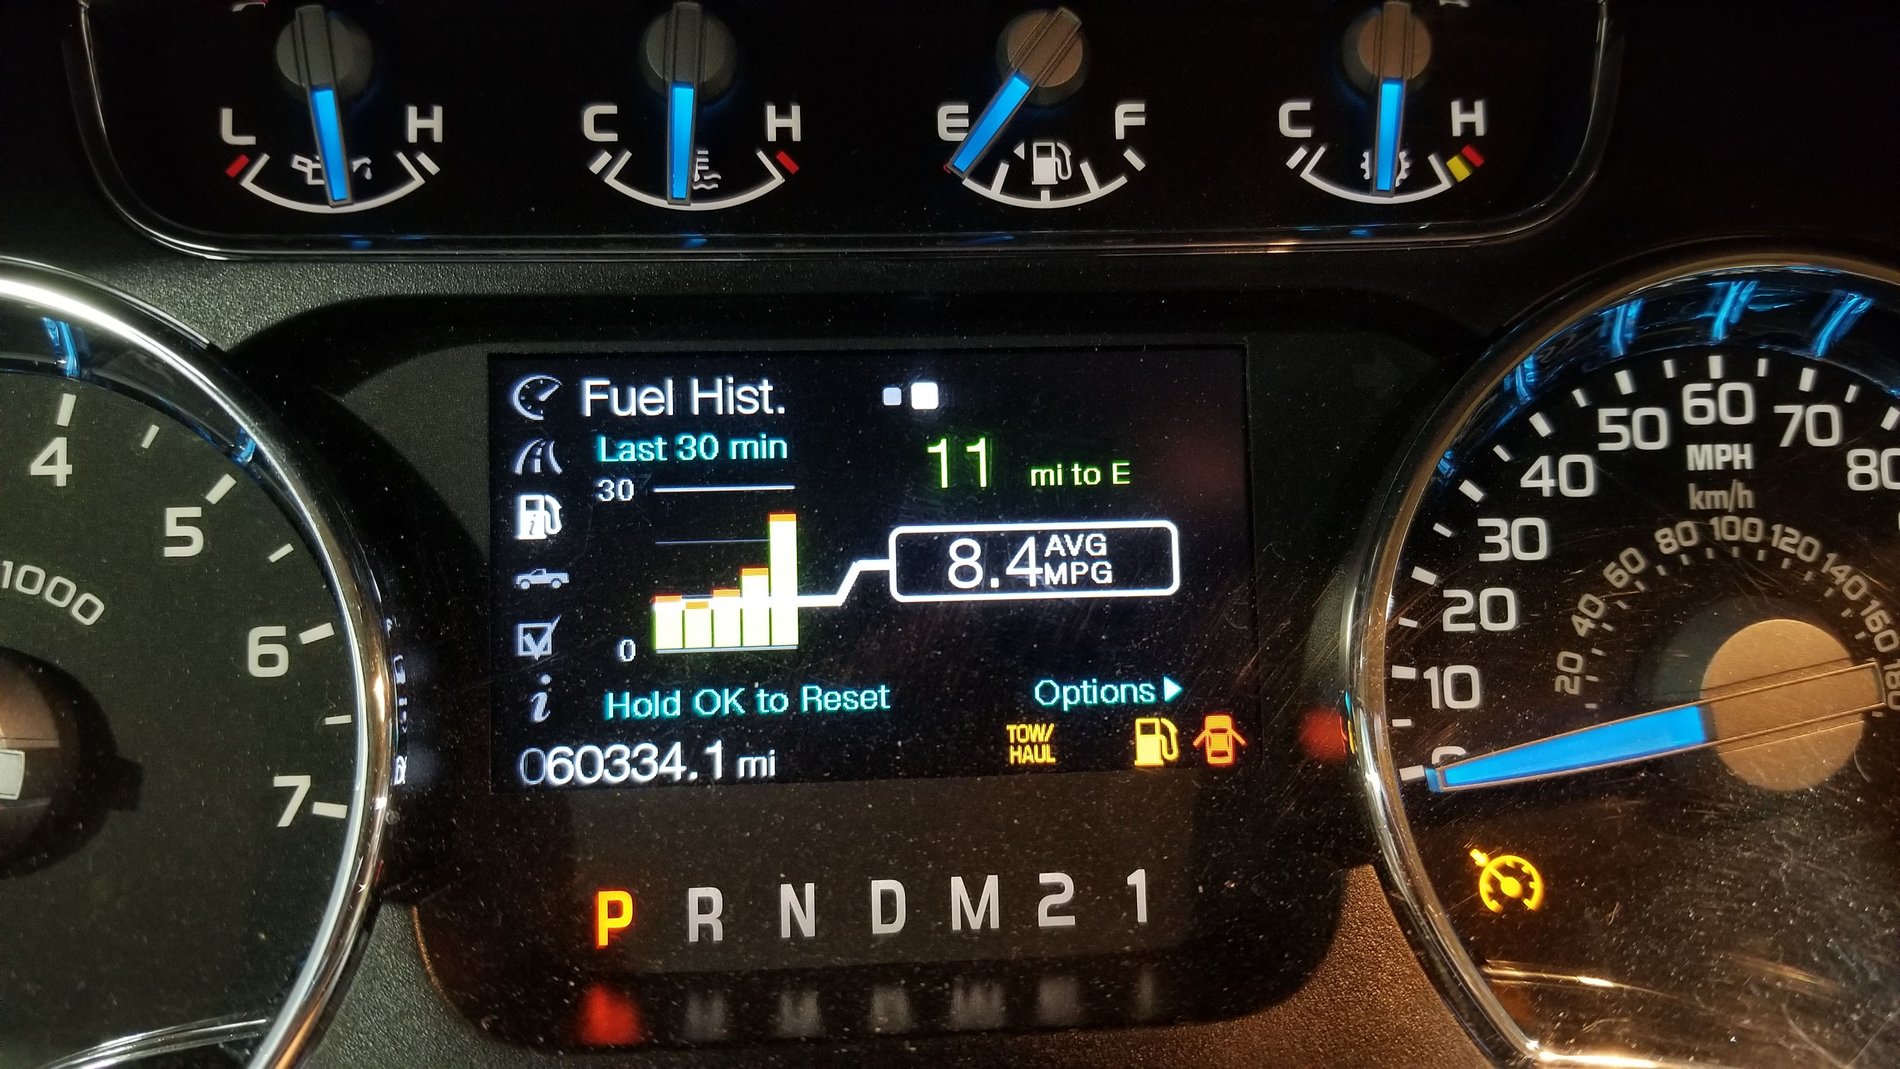 L H
C H
E F
C H
Fuel Hist.
Last 30 min
30
0
11 mi to E
8.4 AVG MPG
Hold OK to Reset
Options
060334.1 mi
TOW/
HAUL
P R N D M 2 1
4
5
6
7
1000
0
10
20
30
40
50
60
70
80
MPH
km/h
20
40
60
80
100
120
140
160